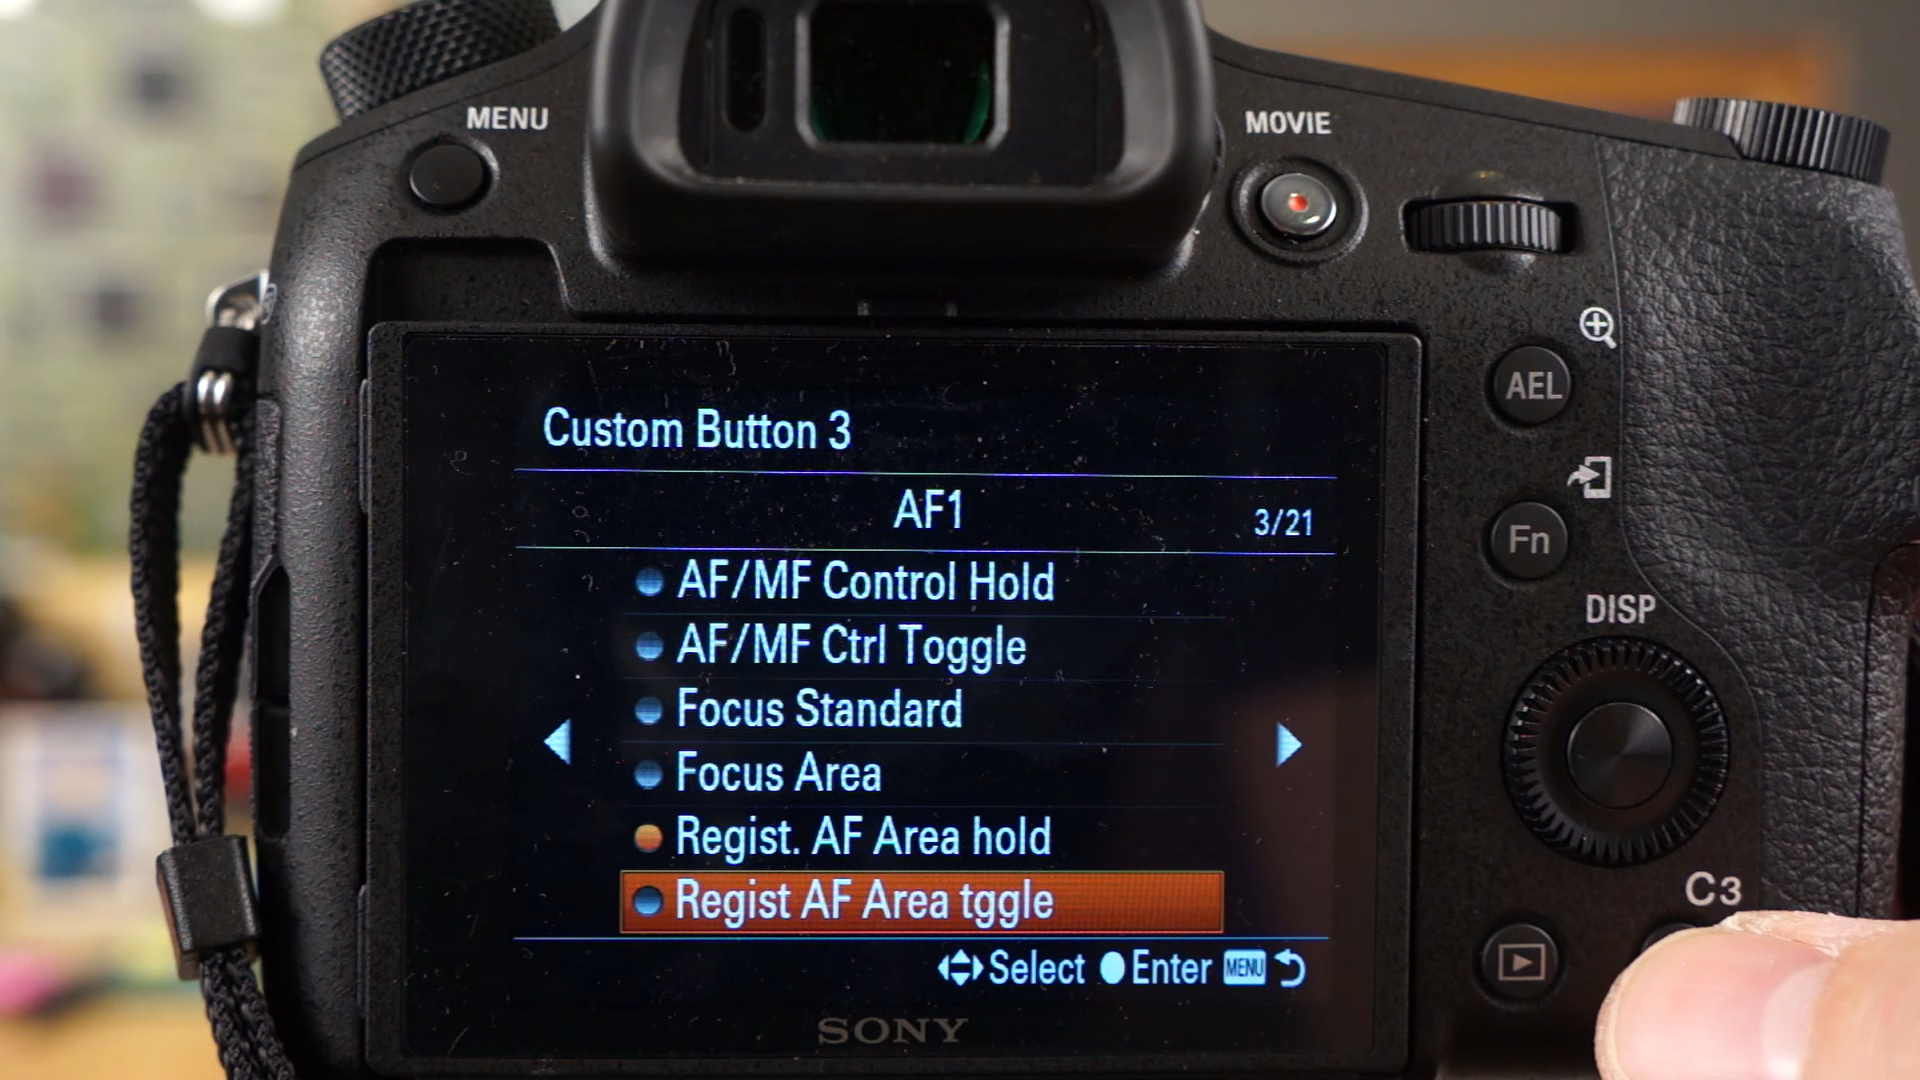 MENU
MOVIE
AEL
Custom Button 3
AF1
3/21
Fn
AF/MF Control Hold
DISP
AF/MF Ctrl Toggle
Focus Standard
Focus Area
Regist. AF Area hold
Regist AF Area tggle
C3
Select Enter MENU
SONY